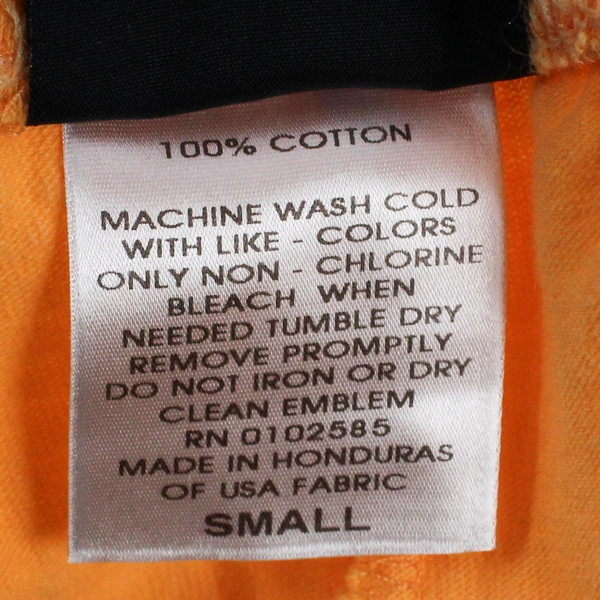 100% COTTON
MACHINE WASH COLD
WITH LIKE - COLORS
ONLY NON - CHLORINE
BLEACH WHEN
NEEDED TUMBLE DRY
REMOVE PROMPTLY
DO NOT IRON OR DRY
CLEAN EMBLEM
RN 0102585
MADE IN HONDURAS
OF USA FABRIC
SMALL